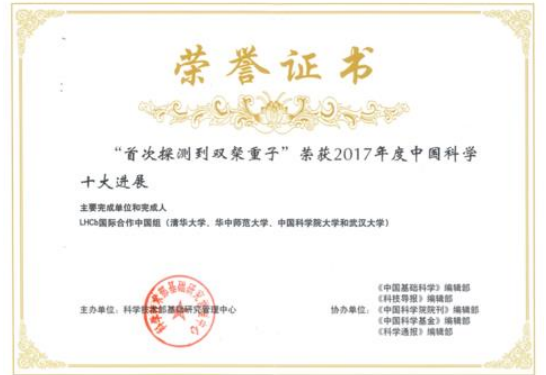 荣誉证书
“首次探测到双粲重子”荣获2017年度中国科学
十大进展
主要完成单位和完成人
LHCb国际合作中国组（清华大学、华中师范大学、中国科学院大学和武汉大学）
《中国基础科学》编辑部
《科技导报》编辑部
主办单位：科学技术部基础研究管理中心
协办单位：《中国科学院院刊》编辑部
《中国科学基金》编辑部
《科学通报》编辑部